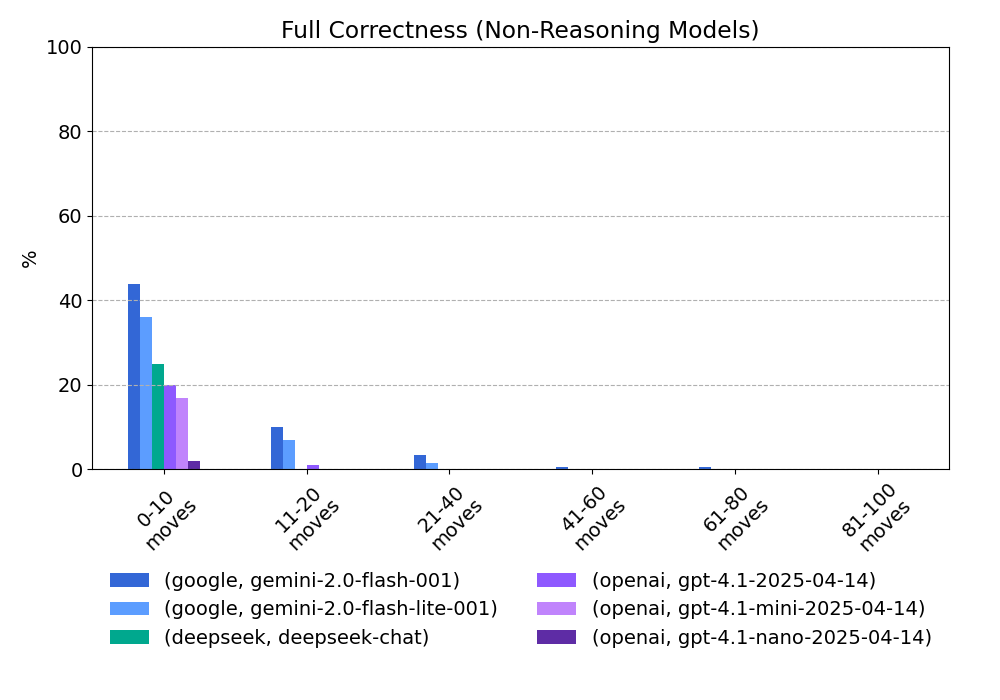 Full Correctness (Non-Reasoning Models)
100
80
60
40
20
0
%
0-10
moves
11-20
moves
21-40
moves
41-60
moves
61-80
moves
81-100
moves
(google, gemini-2.0-flash-001)
(google, gemini-2.0-flash-lite-001)
(deepseek, deepseek-chat)
(openai, gpt-4.1-2025-04-14)
(openai, gpt-4.1-mini-2025-04-14)
(openai, gpt-4.1-nano-2025-04-14)